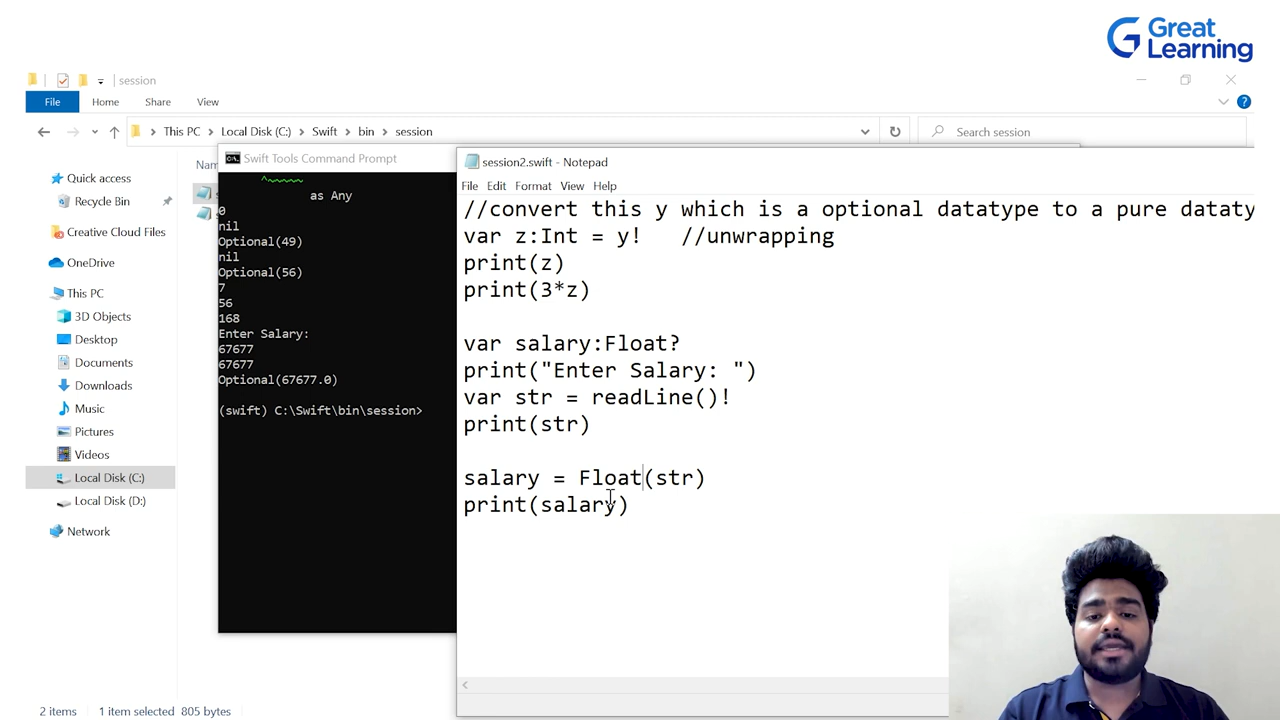 Great
Learning
session
File
Home
Share
View
This PC
Local Disk (C:)
Swift
bin
session
Search session
Quick access
Recycle Bin
Creative Cloud Files
OneDrive
This PC
3D Objects
Desktop
Documents
Downloads
Music
Pictures
Videos
Local Disk (C:)
Local Disk (D:)
Network
2 items
1 item selected 805 bytes
Swift Tools Command Prompt
^~~~~~
as Any
0
nil
Optional(49)
nil
Optional(56)
7
56
168
Enter Salary:
67677
67677
Optional(67677.0)
(swift) C:\Swift\bin\session>
session2.swift - Notepad
File Edit Format View Help
//convert this y which is a optional datatype to a pure dataty
var z:Int = y! //unwrapping
print(z)
print(3*z)
var salary:Float?
print("Enter Salary: ")
var str = readLine()!
print(str)
salary = Float(str)
print(salary)